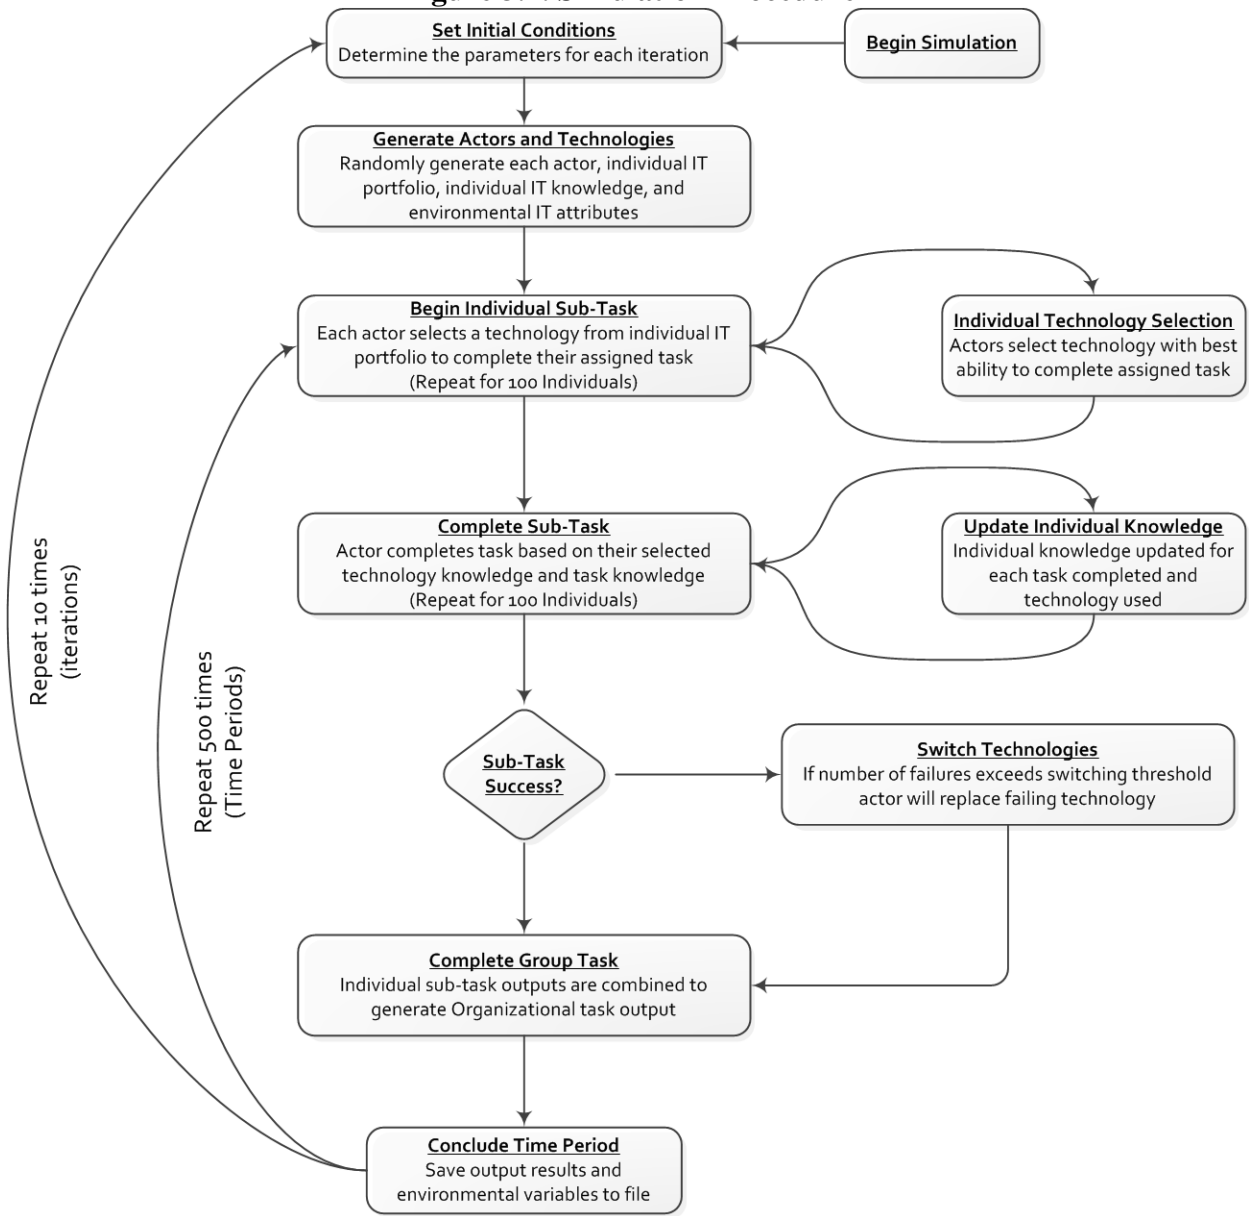 Set Initial Conditions
Determine the parameters for each iteration
Begin Simulation
Generate Actors and Technologies
Randomly generate each actor, individual IT
portfolio, individual IT knowledge, and
environmental IT attributes
Begin Individual Sub-Task
Each actor selects a technology from individual IT
portfolio to complete their assigned task
(Repeat for 100 Individuals)
Individual Technology Selection
Actors select technology with best
ability to complete assigned task
Complete Sub-Task
Actor completes task based on their selected
technology knowledge and task knowledge
(Repeat for 100 Individuals)
Update Individual Knowledge
Individual knowledge updated for
each task completed and
technology used
Repeat 10 times
(iterations)
Repeat 500 times
(Time Periods)
Sub-Task
Success?
Switch Technologies
If number of failures exceeds switching threshold
actor will replace failing technology
Complete Group Task
Individual sub-task outputs are combined to
generate Organizational task output
Conclude Time Period
Save output results and
environmental variables to file